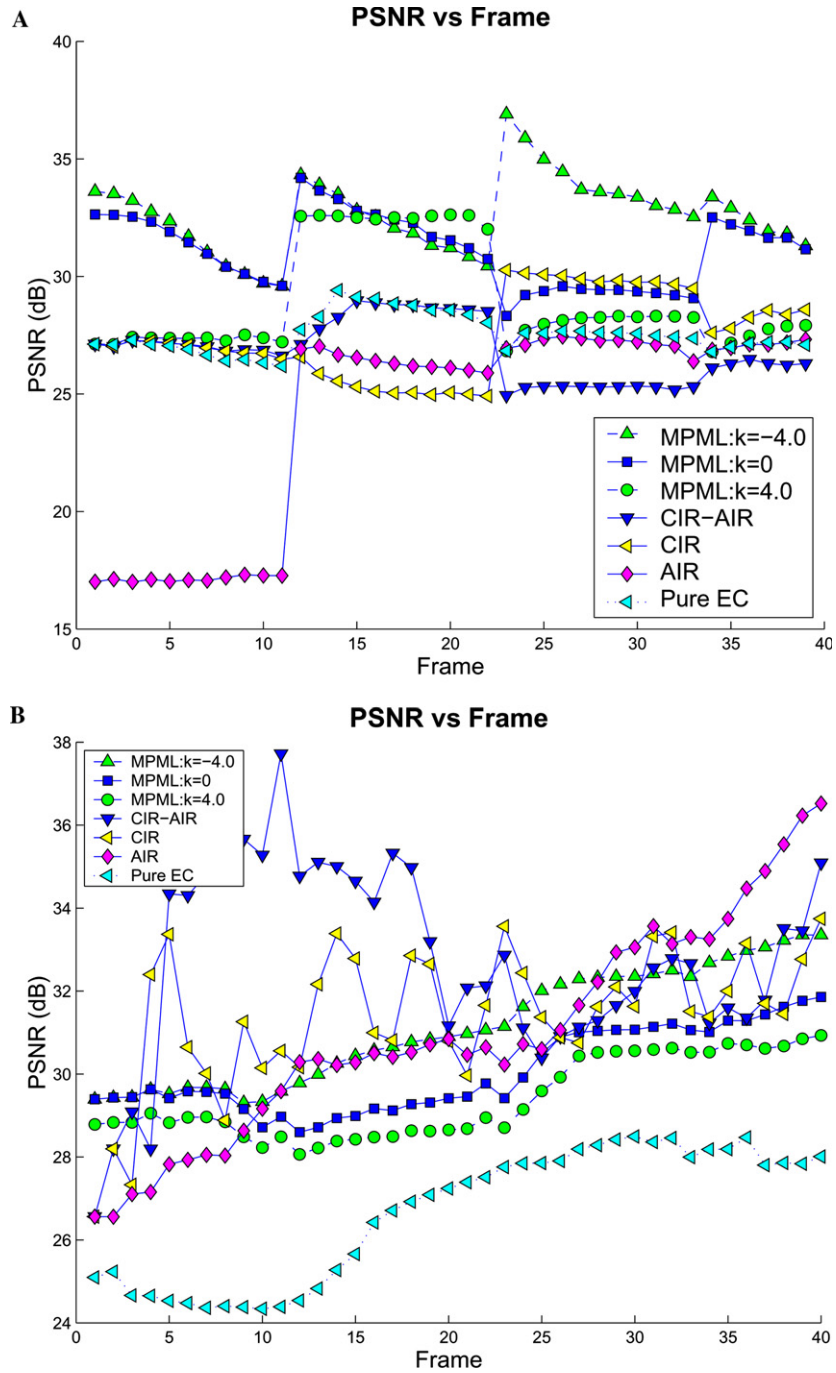 A
PSNR vs Frame
40
35
30
25
20
15
PSNR (dB)
0 5 10 15 20 25 30 35 40
Frame
MPML:k=−4.0
MPML:k=0
MPML:k=4.0
CIR−AIR
CIR
AIR
Pure EC
B
PSNR vs Frame
38
36
34
32
30
28
26
24
PSNR (dB)
0 5 10 15 20 25 30 35 40
Frame
MPML:k=−4.0
MPML:k=0
MPML:k=4.0
CIR−AIR
CIR
AIR
Pure EC